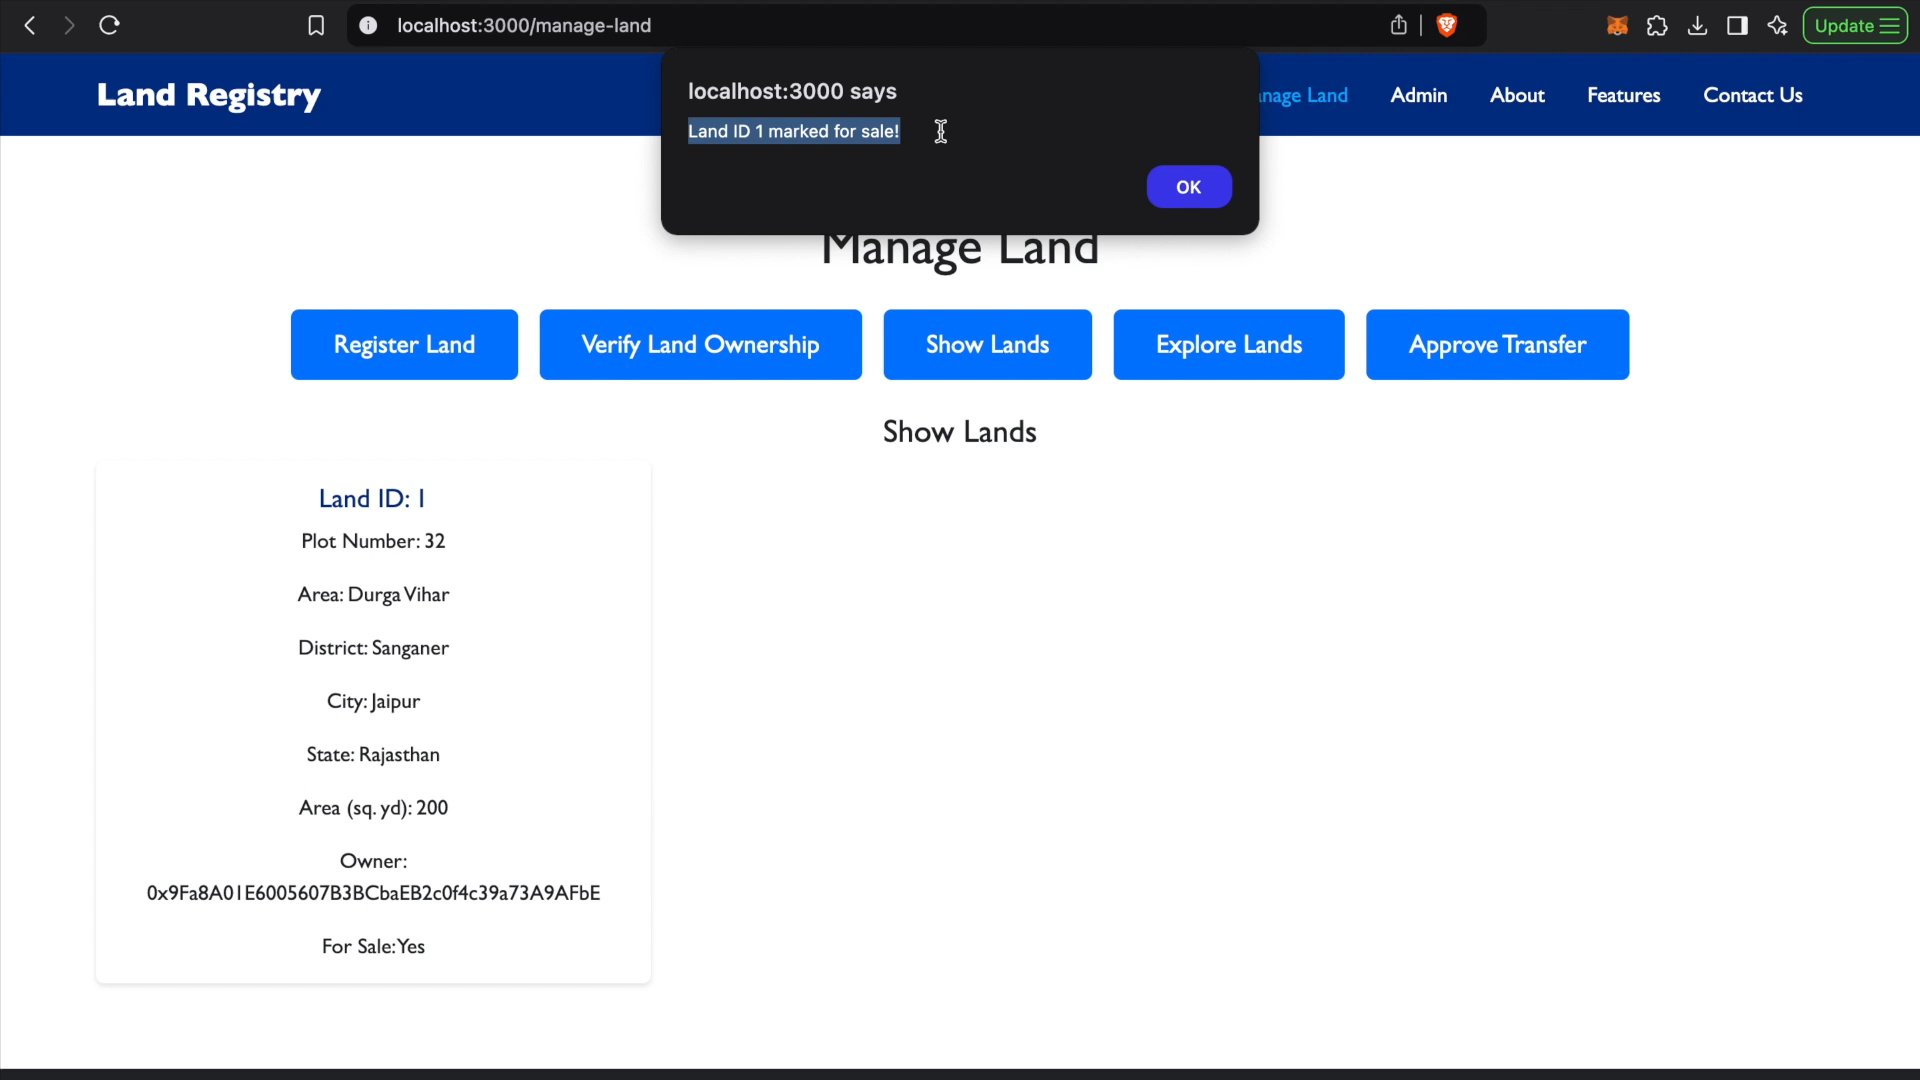 localhost:3000/manage-land
Update
Land Registry
localhost:3000 says
Land ID 1 marked for sale!
OK
Land
Admin
About
Features
Contact Us
Manage Land
Register Land
Verify Land Ownership
Show Lands
Explore Lands
Approve Transfer
Show Lands
Land ID: 1
Plot Number: 32
Area: Durga Vihar
District: Sanganer
City: Jaipur
State: Rajasthan
Area (sq. yd): 200
Owner:
0x9Fa8A01E6005607B3BCbaEB2c0f4c39a73A9AFbE
For Sale:Yes